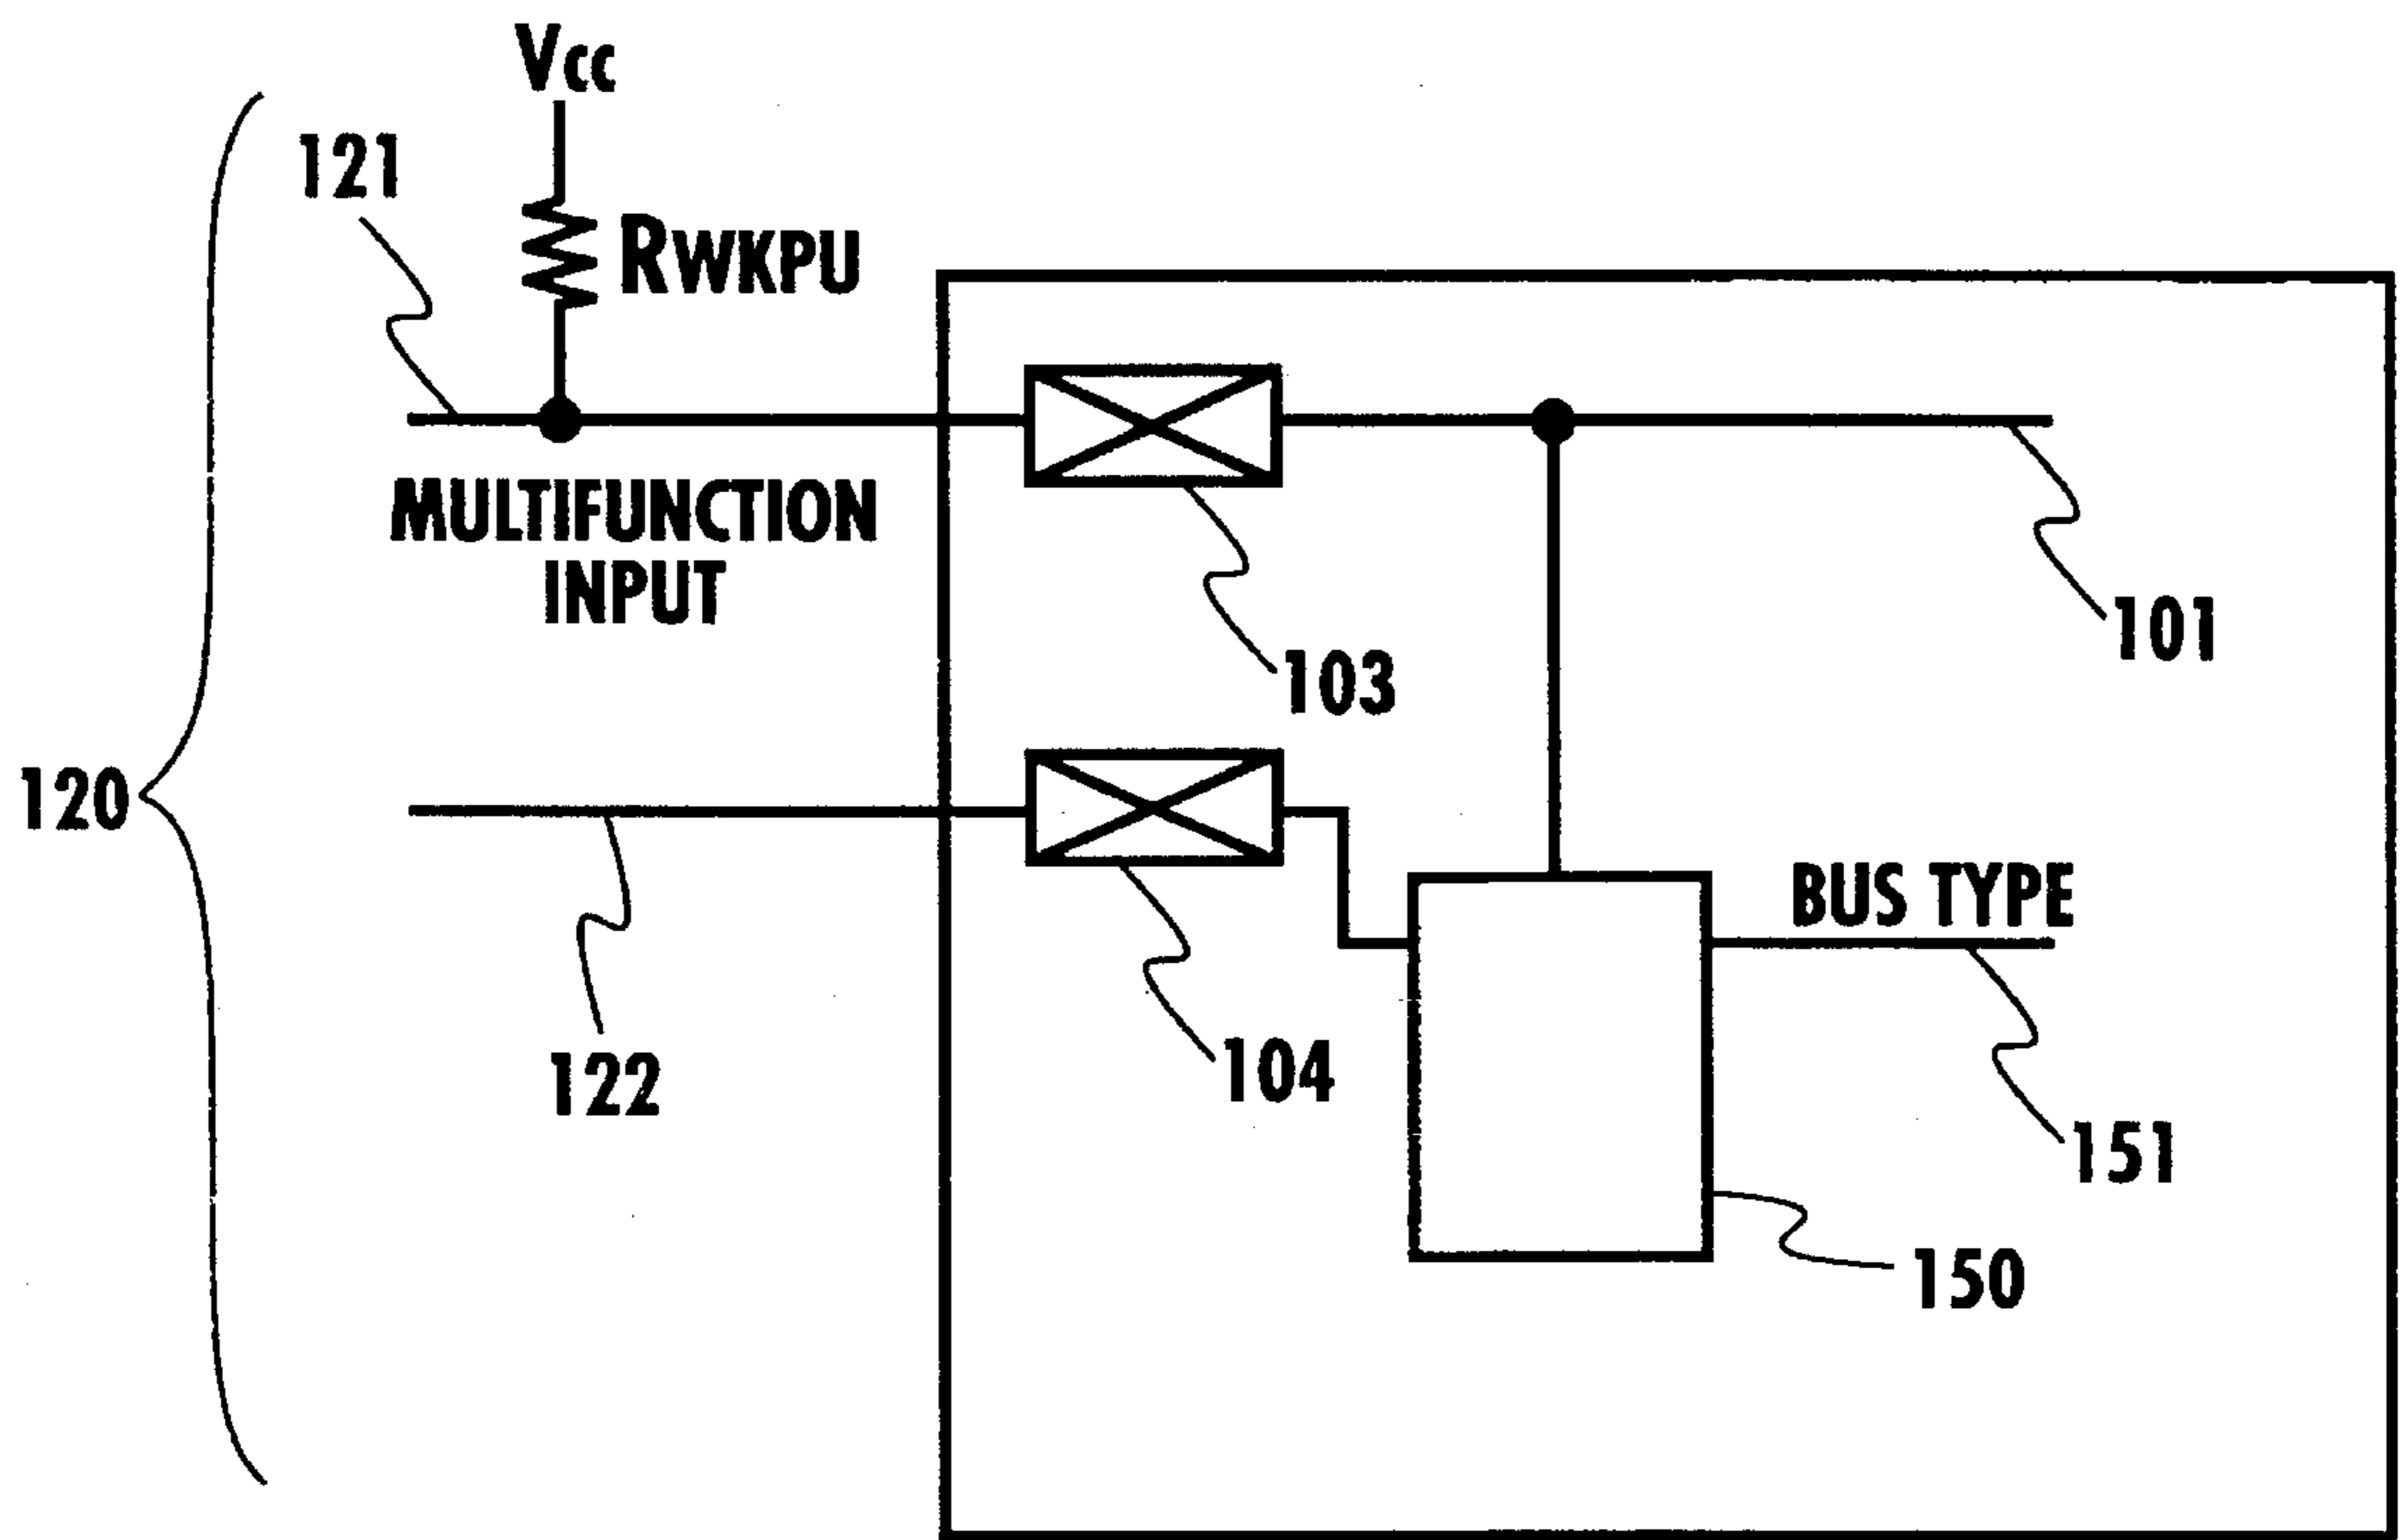 Vcc
121
RWKPU
MULTIFUNCTION
INPUT
101
103
120
BUS TYPE
122
104
151
150